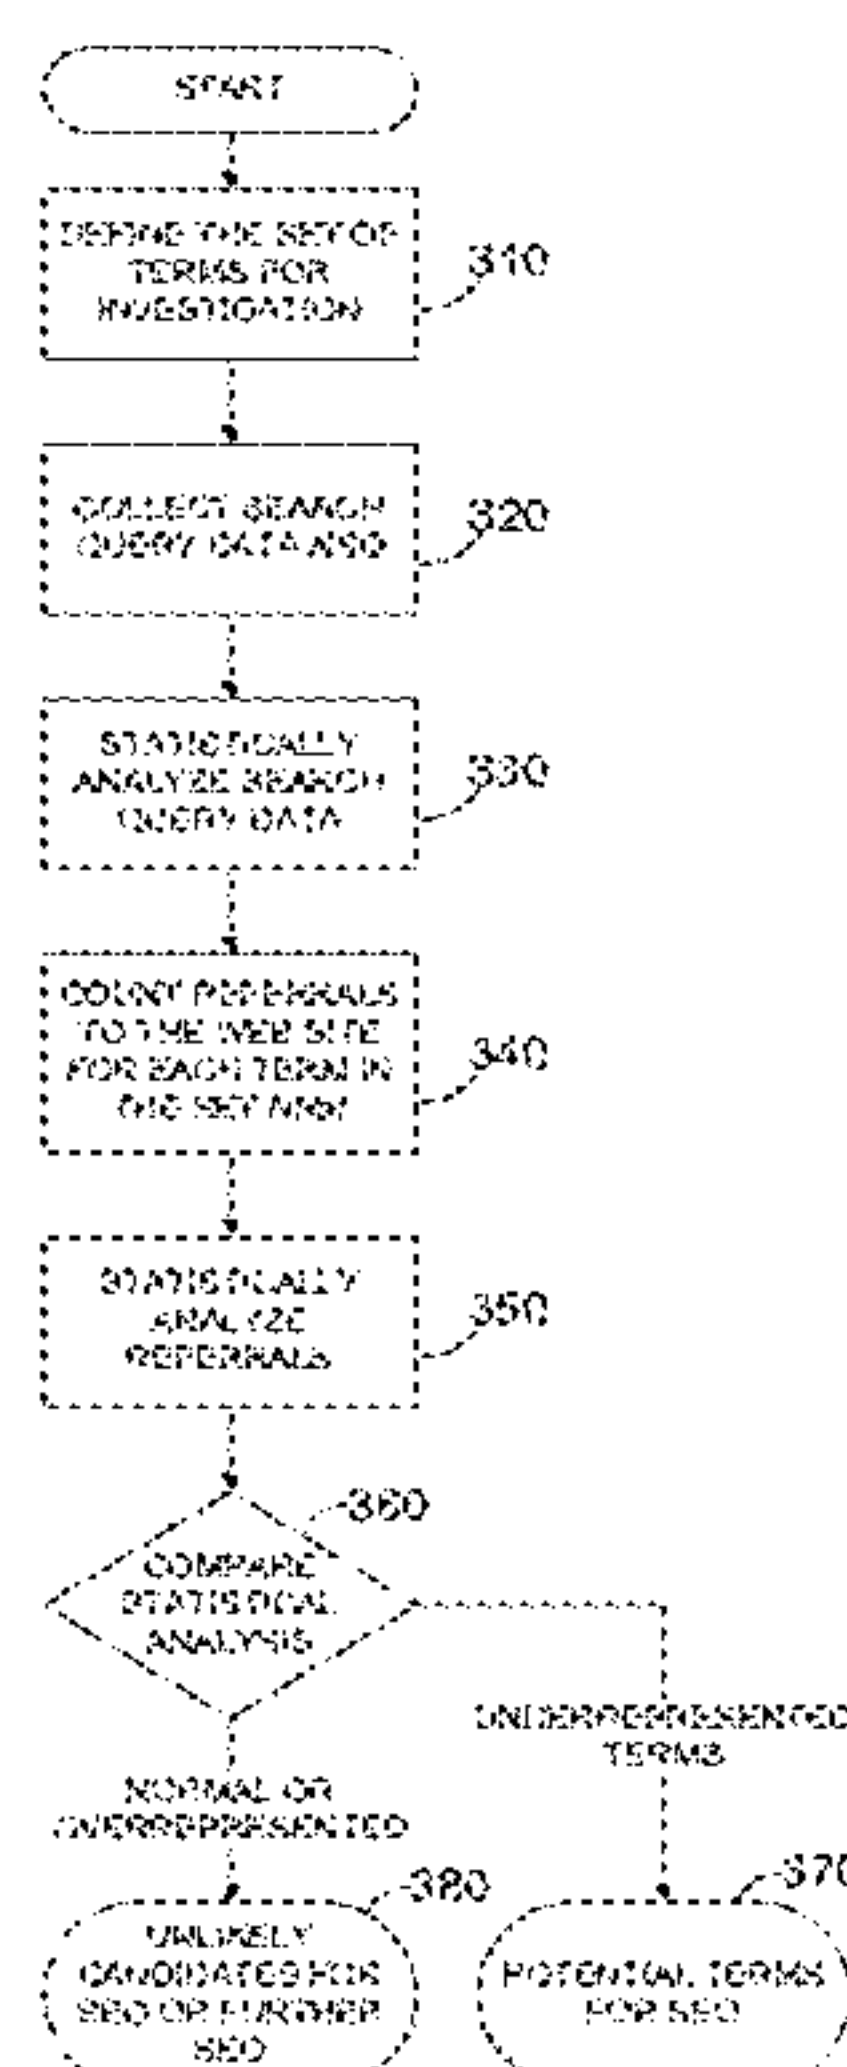 START
DEFINE THE SET OF
TERMS FOR
INVESTIGATION
310
COLLECT SEARCH
QUERY DATA
320
STATISTICALLY
ANALYZE SEARCH
QUERY DATA
330
COUNT REFERRALS
TO THE WEB SITE
FOR EACH TERM IN
THE SET
340
STATISTICALLY
ANALYZE
REFERRALS
350
360
COMPARE
STATISTICAL
ANALYSIS
UNDERREPRESENTED
TERMS
NORMAL OR
OVERREPRESENTED
380
370
UNLIKELY
CANDIDATES FOR
SEO OR FURTHER
SEO
POTENTIAL TERMS
FOR SEO